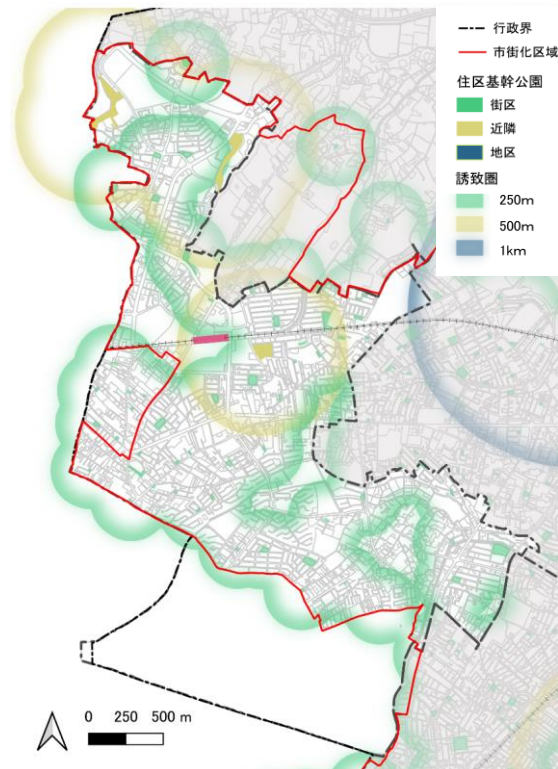 行政界
市街化区域
住区基幹公園
街区
近隣
地区
誘致圏
250m
500m
1km
0 250 500 m